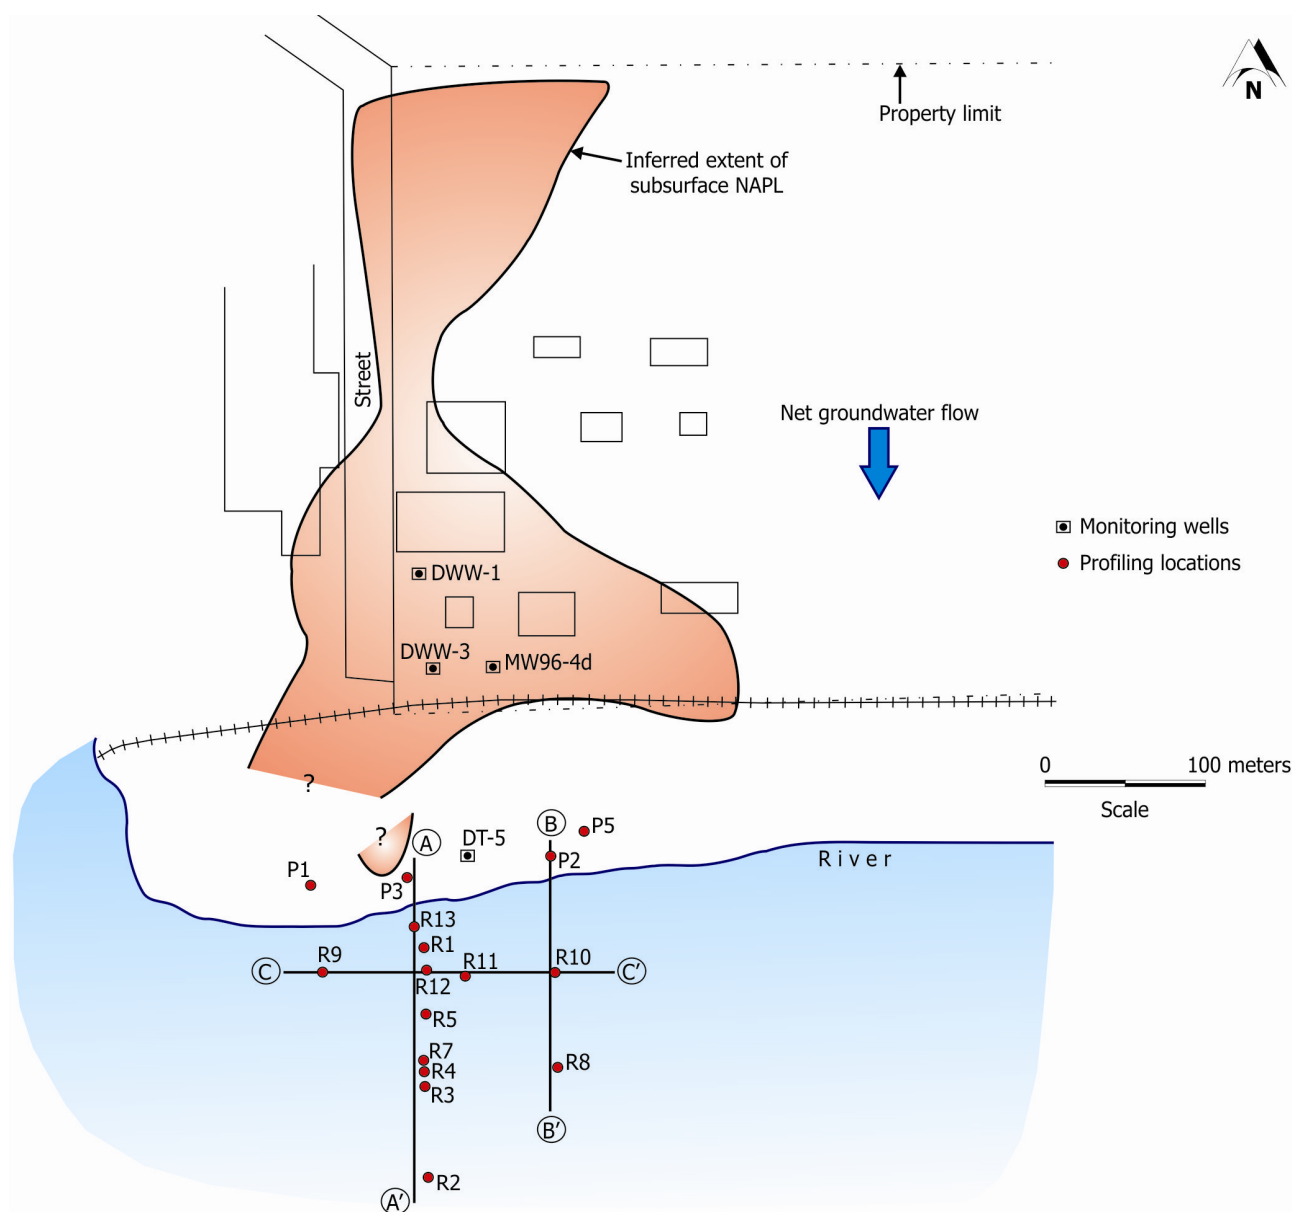 N
Property limit
Inferred extent of
subsurface NAPL
Street
Net groundwater flow
Monitoring wells
Profiling locations
DWW-1
DWW-3
MW96-4d
?
0
100 meters
Scale
?
A
DT-5
B
P5
P2
P1
P3
River
R13
R1
C
R9
R12
R11
R10
C′
R5
R7
R4
R3
R8
B′
R2
A′